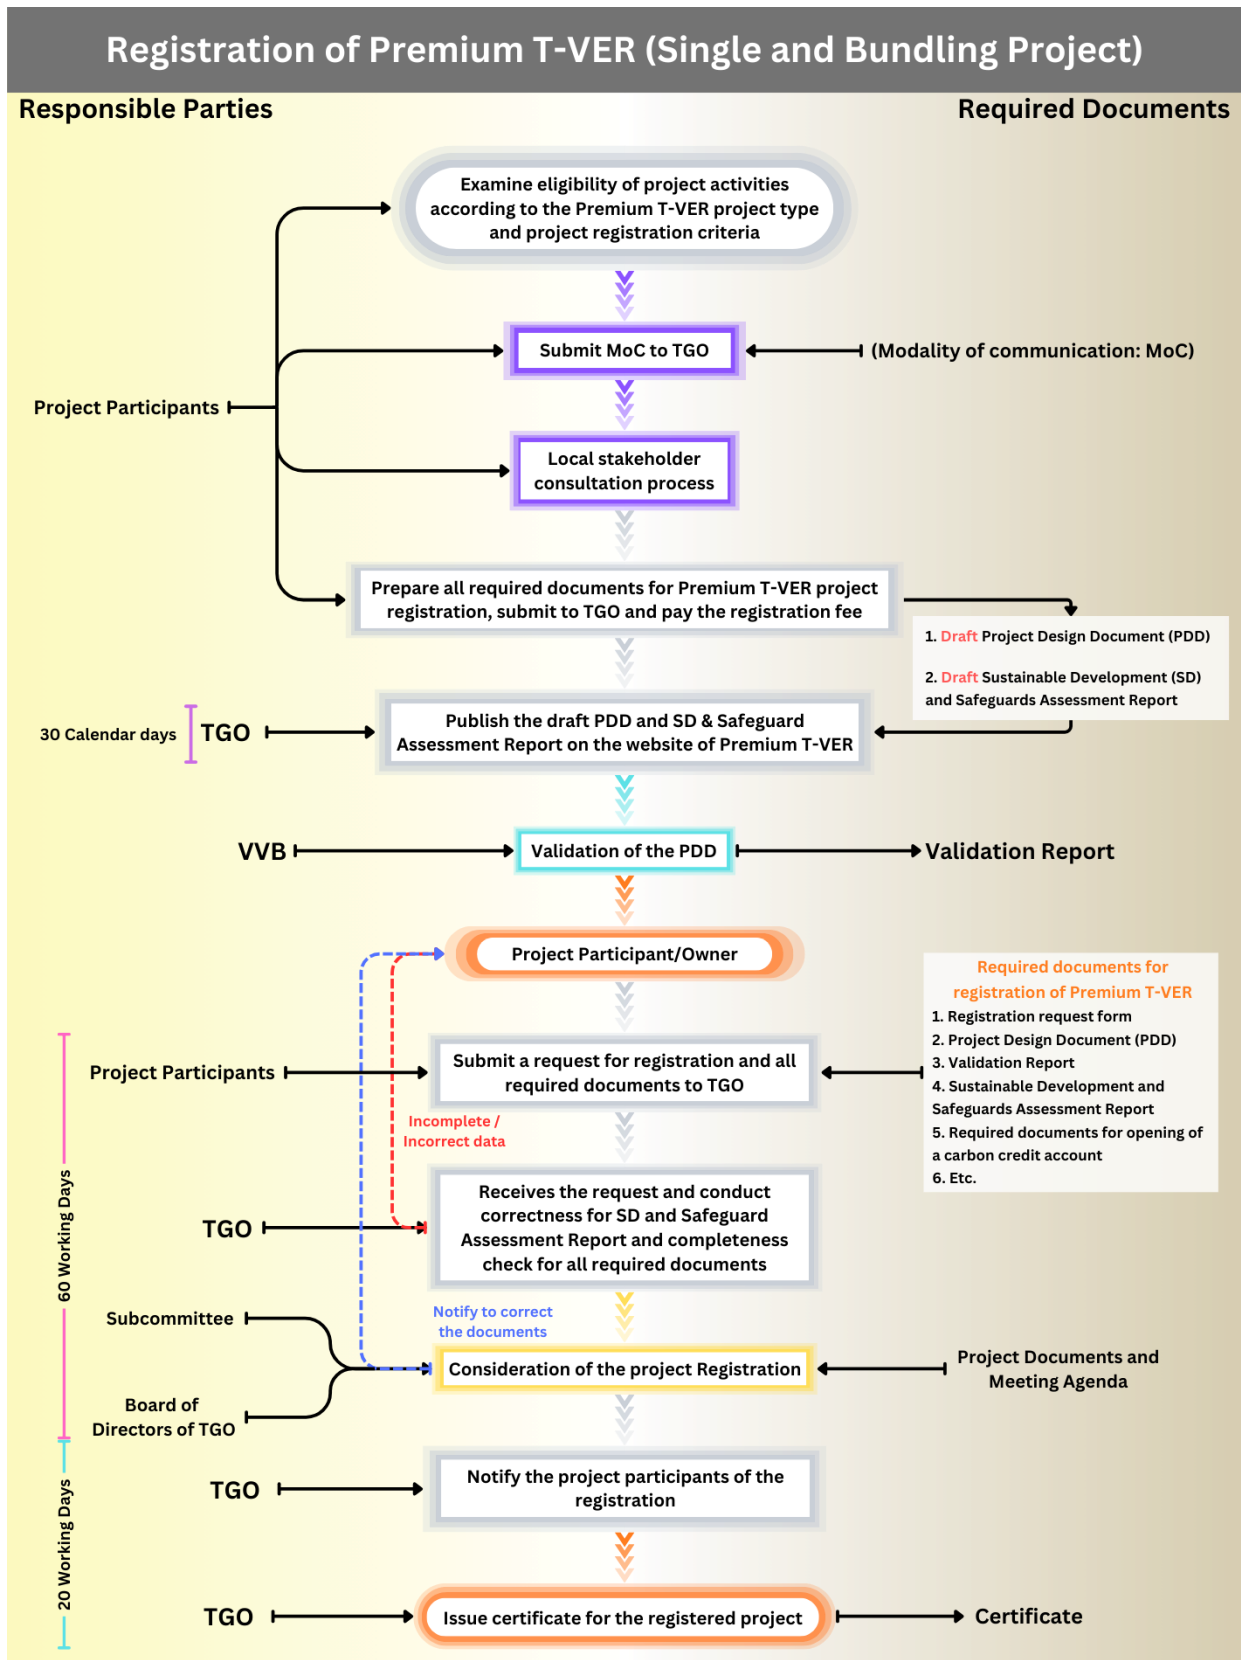 Registration of Premium T-VER (Single and Bundling Project)
Responsible Parties
Required Documents
Examine eligibility of project activities
according to the Premium T-VER project type
and project registration criteria
Submit MoC to TGO
(Modality of communication: MoC)
Project Participants
Local stakeholder
consultation process
Prepare all required documents for Premium T-VER project
registration, submit to TGO and pay the registration fee
1. Draft Project Design Document (PDD)
2. Draft Sustainable Development (SD)
and Safeguards Assessment Report
30 Calendar days
TGO
Publish the draft PDD and SD & Safeguard
Assessment Report on the website of Premium T-VER
VVB
Validation of the PDD
Validation Report
Project Participant/Owner
Required documents for
registration of Premium T-VER
1. Registration request form
2. Project Design Document (PDD)
3. Validation Report
4. Sustainable Development and
Safeguards Assessment Report
5. Required documents for opening of
a carbon credit account
6. Etc.
Project Participants
Submit a request for registration and all
required documents to TGO
Incomplete /
Incorrect data
60 Working Days
TGO
Receives the request and conduct
correctness for SD and Safeguard
Assessment Report and completeness
check for all required documents
Subcommittee
Notify to correct
the documents
Consideration of the project Registration
Project Documents and
Meeting Agenda
Board of
Directors of TGO
20 Working Days
TGO
Notify the project participants of the
registration
TGO
Issue certificate for the registered project
Certificate